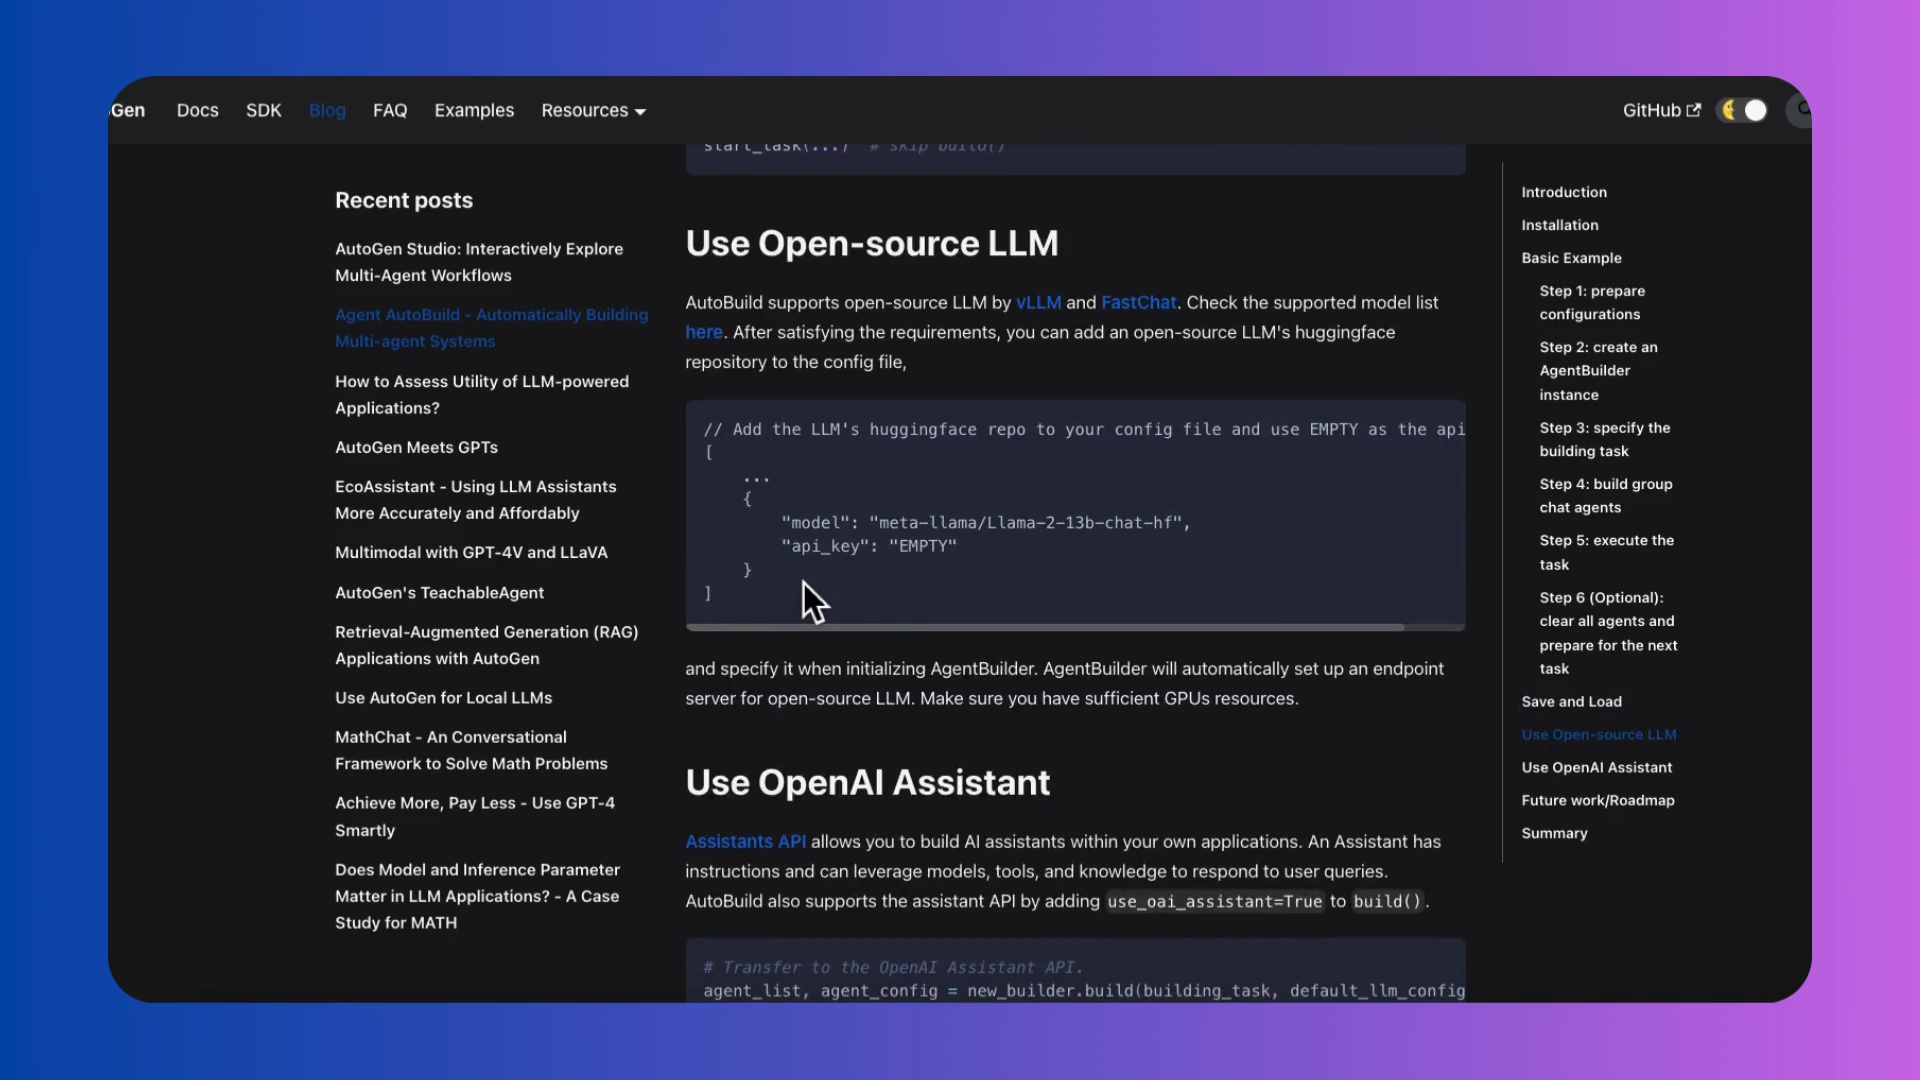 Gen
Docs
SDK
Blog
FAQ
Examples
Resources
GitHub
Recent posts
AutoGen Studio: Interactively Explore
Multi-Agent Workflows
Agent AutoBuild - Automatically Building
Multi-agent Systems
How to Assess Utility of LLM-powered
Applications?
AutoGen Meets GPTs
EcoAssistant - Using LLM Assistants
More Accurately and Affordably
Multimodal with GPT-4V and LLaVA
AutoGen's TeachableAgent
Retrieval-Augmented Generation (RAG)
Applications with AutoGen
Use AutoGen for Local LLMs
MathChat - An Conversational
Framework to Solve Math Problems
Achieve More, Pay Less - Use GPT-4
Smartly
Does Model and Inference Parameter
Matter in LLM Applications? - A Case
Study for MATH
start_task(...)  # skip build()
Use Open-source LLM
AutoBuild supports open-source LLM by vLLM and FastChat. Check the supported model list
here. After satisfying the requirements, you can add an open-source LLM's huggingface
repository to the config file,
// Add the LLM's huggingface repo to your config file and use EMPTY as the api
[
...
{
"model": "meta-llama/Llama-2-13b-chat-hf",
"api_key": "EMPTY"
}
]
and specify it when initializing AgentBuilder. AgentBuilder will automatically set up an endpoint
server for open-source LLM. Make sure you have sufficient GPUs resources.
Use OpenAI Assistant
Assistants API allows you to build AI assistants within your own applications. An Assistant has
instructions and can leverage models, tools, and knowledge to respond to user queries.
AutoBuild also supports the assistant API by adding use_oai_assistant=True to build().
# Transfer to the OpenAI Assistant API.
agent_list, agent_config = new_builder.build(building_task, default_llm_config
Introduction
Installation
Basic Example
Step 1: prepare
configurations
Step 2: create an
AgentBuilder
instance
Step 3: specify the
building task
Step 4: build group
chat agents
Step 5: execute the
task
Step 6 (Optional):
clear all agents and
prepare for the next
task
Save and Load
Use Open-source LLM
Use OpenAI Assistant
Future work/Roadmap
Summary